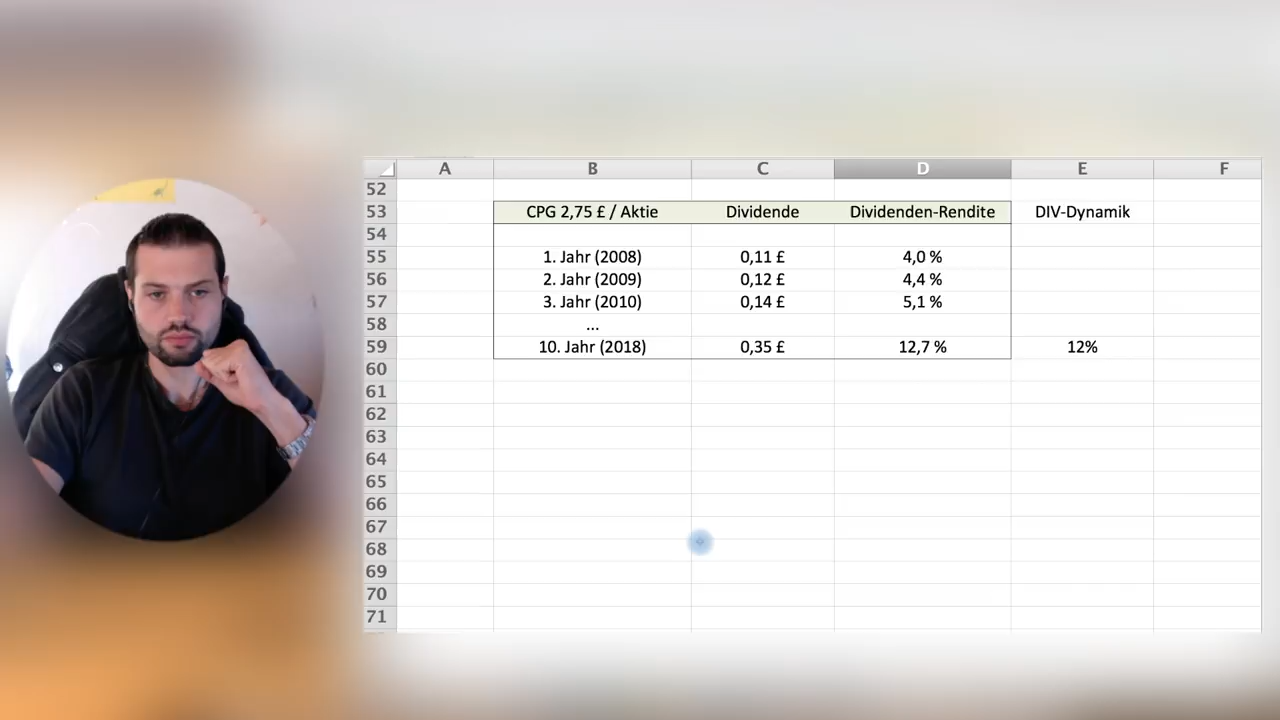 A B C D E F
52
53 CPG 2,75 £ / Aktie Dividende Dividenden-Rendite DIV-Dynamik
54
55 1. Jahr (2008) 0,11 £ 4,0 %
56 2. Jahr (2009) 0,12 £ 4,4 %
57 3. Jahr (2010) 0,14 £ 5,1 %
58 ...
59 10. Jahr (2018) 0,35 £ 12,7 % 12%
60
61
62
63
64
65
66
67
68
69
70
71